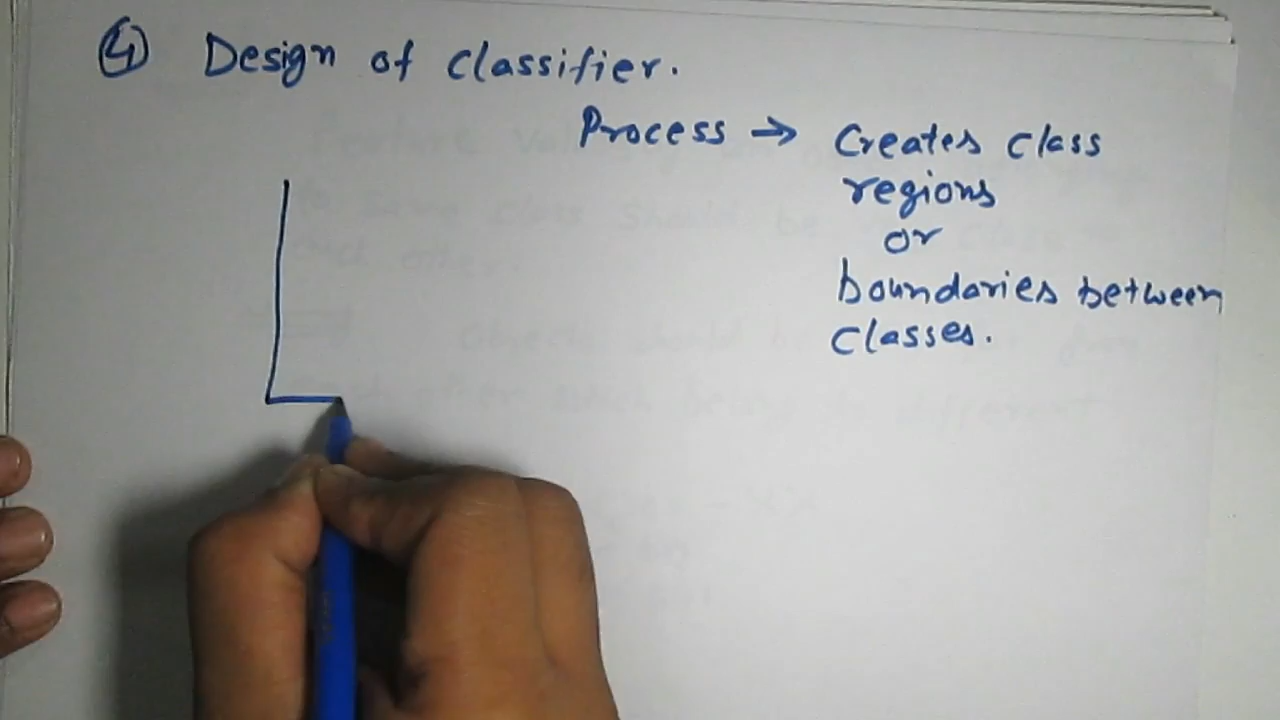 ④ Design of classifier.
Process → Creates class
regions
or
boundaries between
classes.